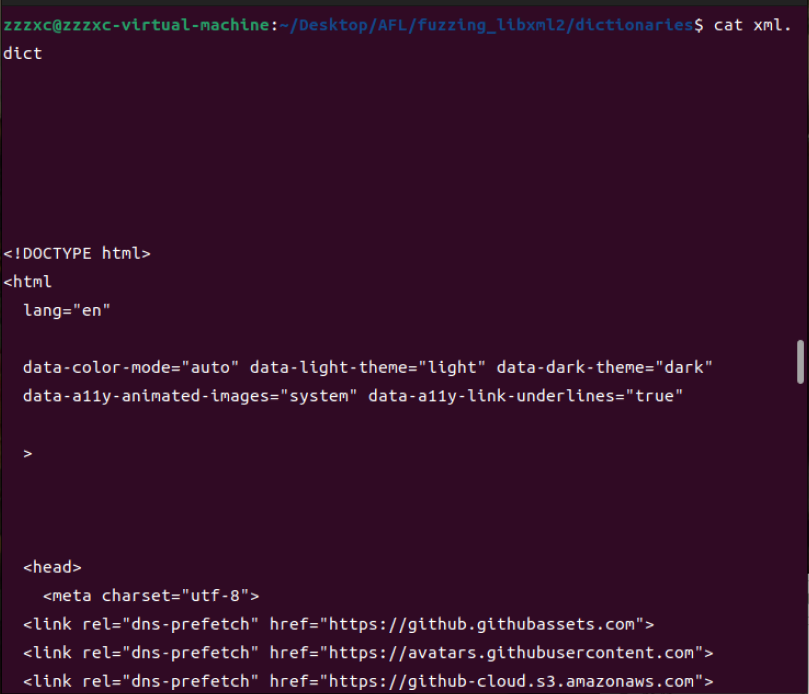 zzzxc@zzzxc-virtual-machine:~/Desktop/AFL/fuzzing_libxml2/dictionaries$ cat xml.
dict
<!DOCTYPE html>
<html
  lang="en"
  data-color-mode="auto" data-light-theme="light" data-dark-theme="dark"
  data-a11y-animated-images="system" data-a11y-link-underlines="true"
  >
  <head>
    <meta charset="utf-8">
  <link rel="dns-prefetch" href="https://github.githubassets.com">
  <link rel="dns-prefetch" href="https://avatars.githubusercontent.com">
  <link rel="dns-prefetch" href="https://github-cloud.s3.amazonaws.com">